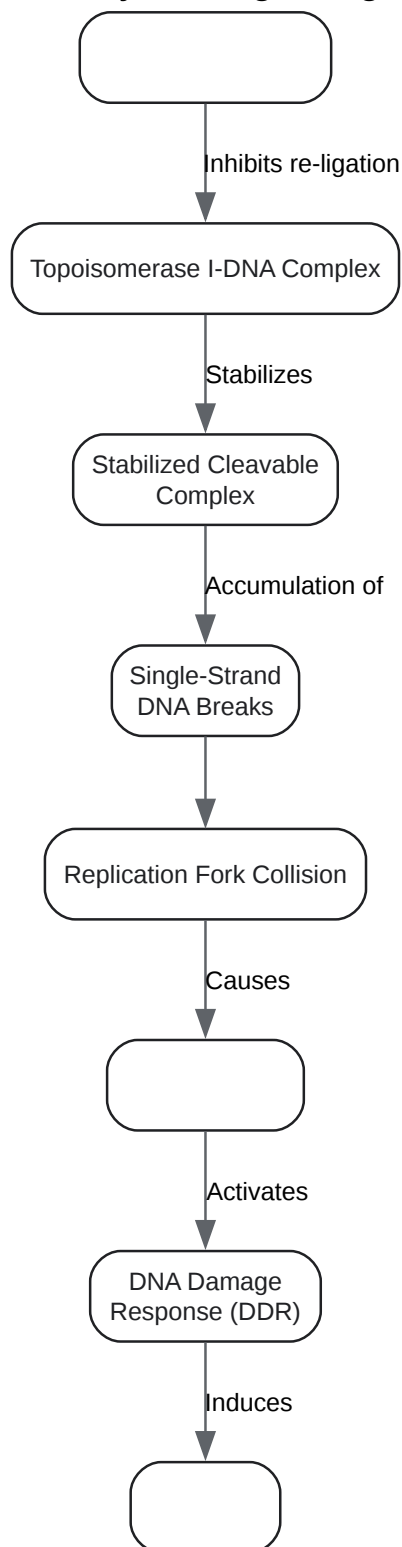 Inhibits re-ligation
Topoisomerase I-DNA Complex
Stabilizes
Stabilized Cleavable
Complex
Accumulation of
Single-Strand
DNA Breaks
Replication Fork Collision
Causes
Activates
DNA Damage
Response (DDR)
Induces